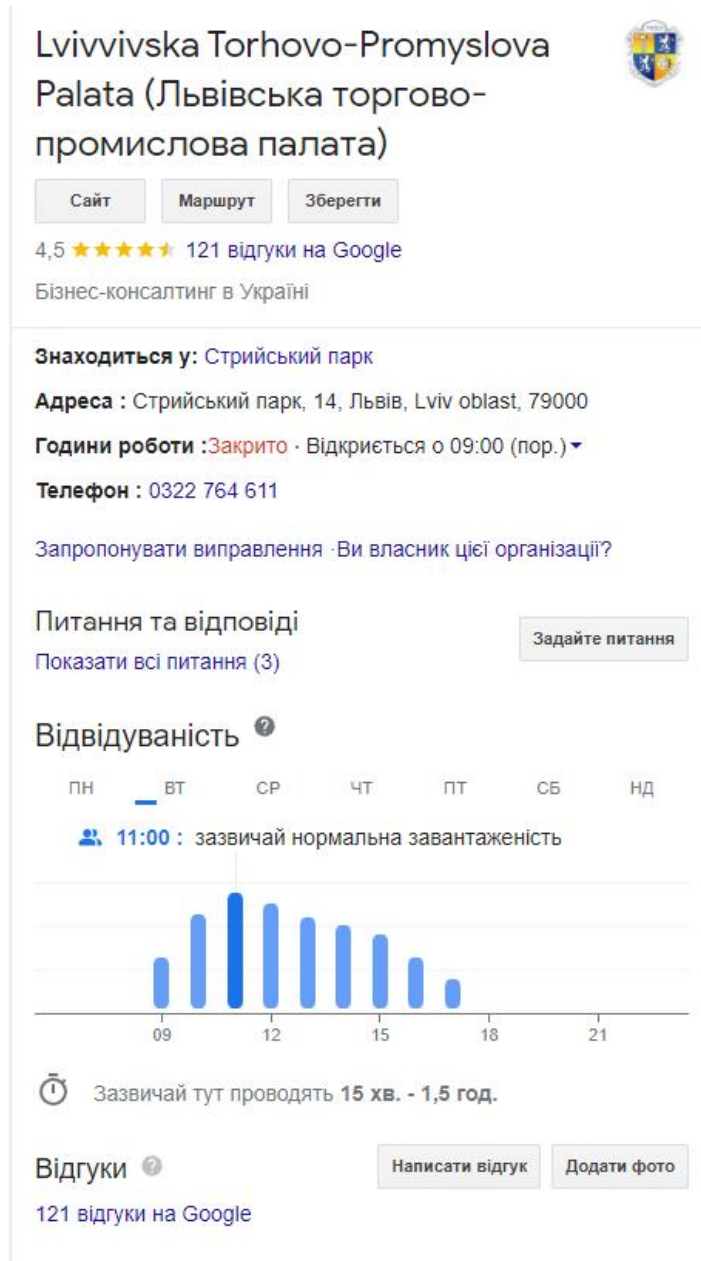 Lvivvivska Torhovo-Promyslova
Palata (Львівська торгово-
промислова палата)
Сайт Маршрут Зберегти
4,5 121 відгуки на Google
Бізнес-консалтинг в Україні
Знаходиться у: Стрийський парк
Адреса : Стрийський парк, 14, Львів, Lviv oblast, 79000
Години роботи :Закрито · Відкриється о 09:00 (пор.)
Телефон : 0322 764 611
Запропонувати виправлення ·Ви власник цієї організації?
Питання та відповіді
Задайте питання
Показати всі питання (3)
Відвідуваність ?
ПН ВТ СР ЧТ ПТ СБ НД
11:00 : зазвичай нормальна завантаженість
09 12 15 18 21
Зазвичай тут проводять 15 хв. - 1,5 год.
Відгуки ? Написати відгук Додати фото
121 відгуки на Google